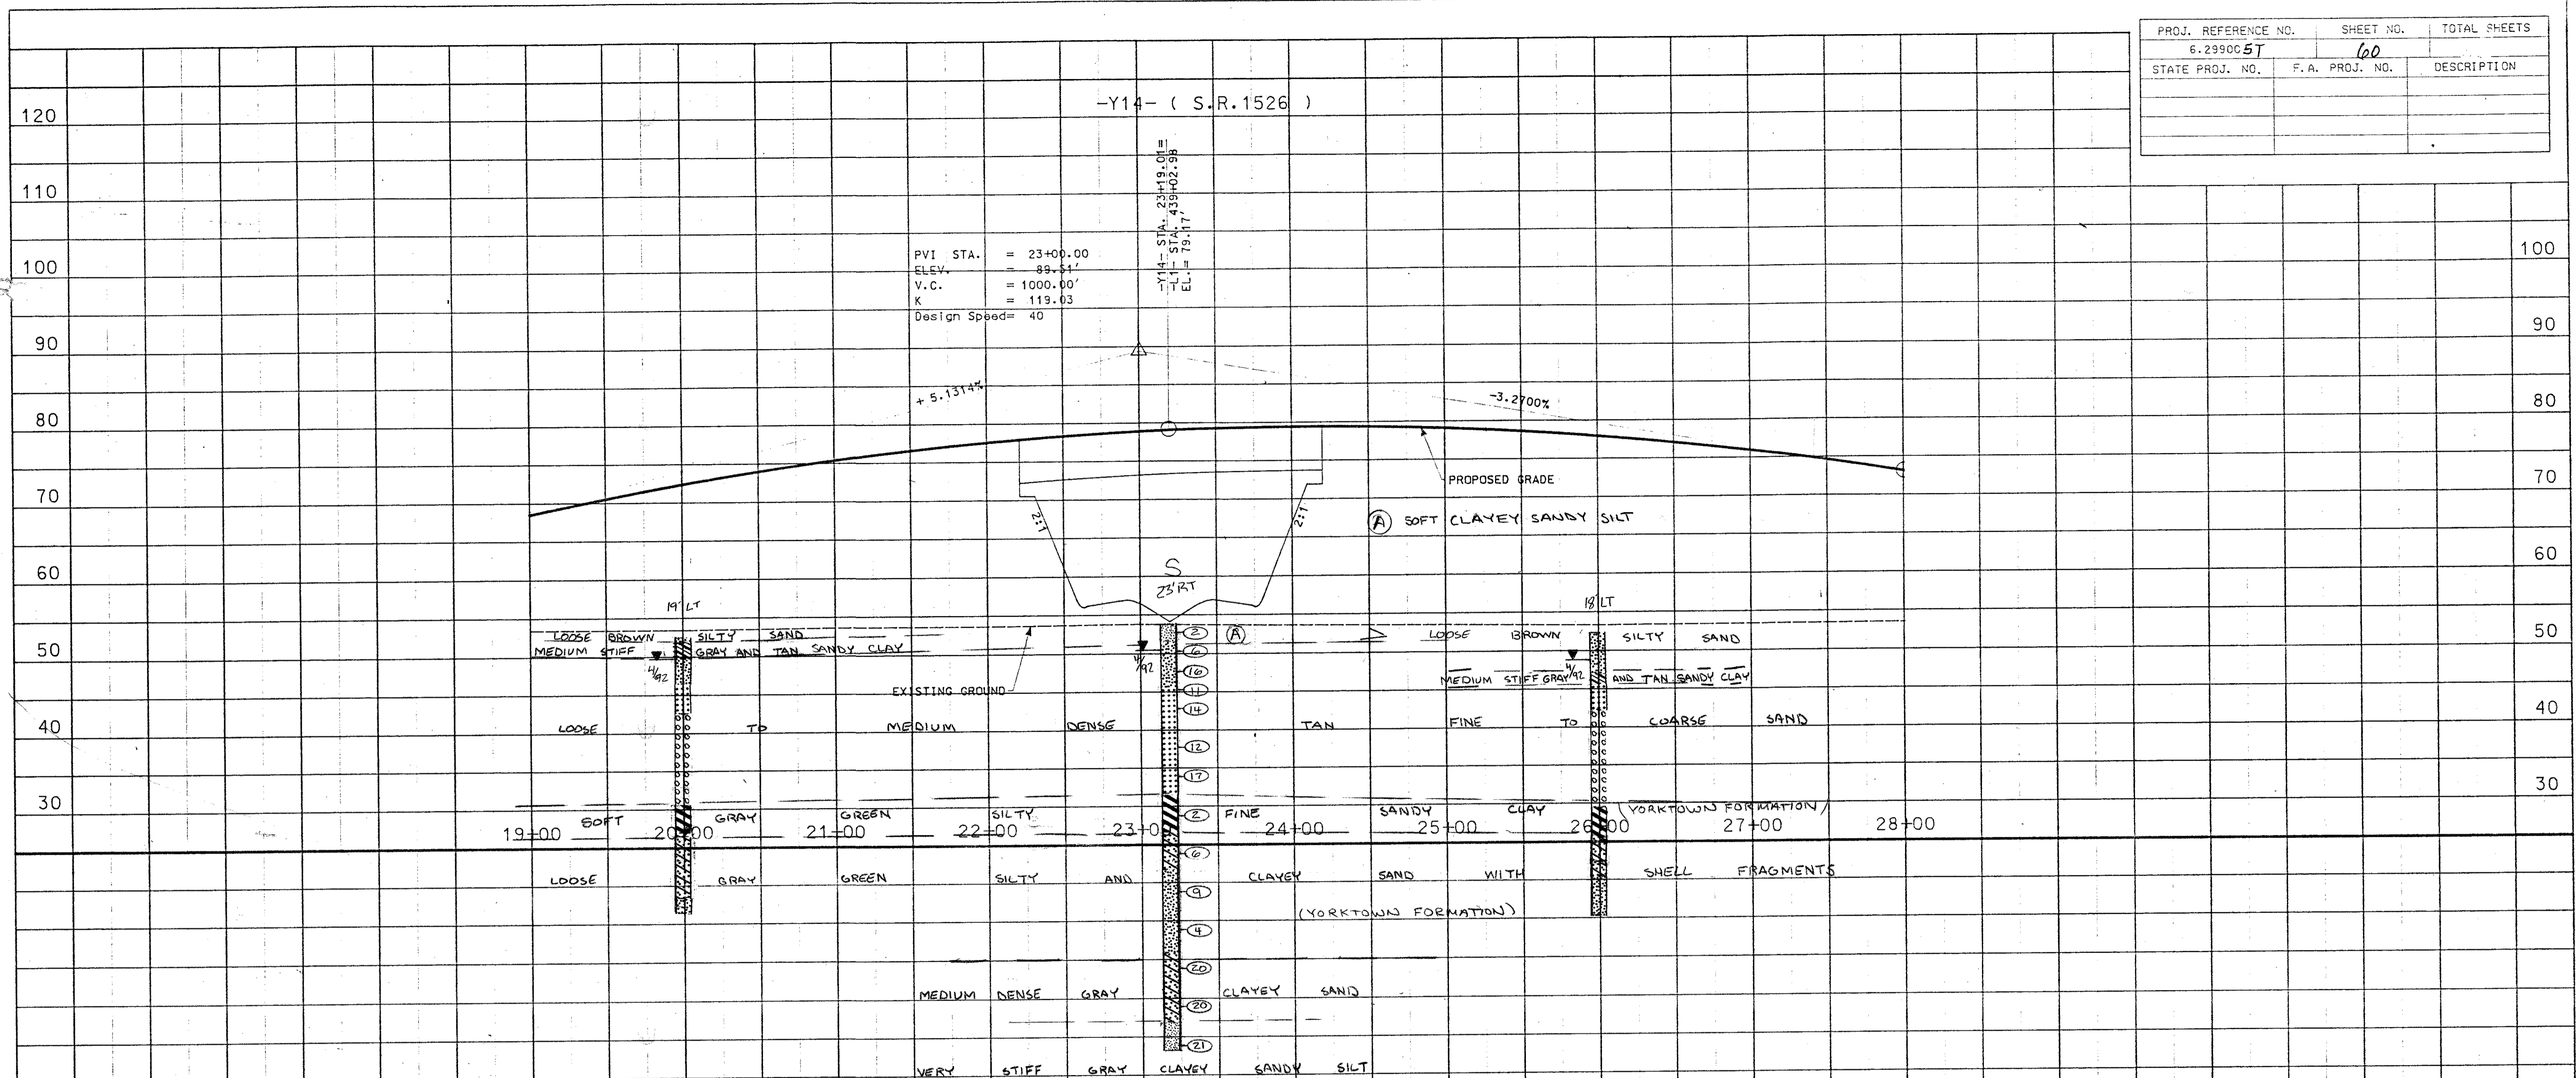 PROJ. REFERENCE NO. SHEET NO. TOTAL SHEETS
6.29900 5T 60
STATE PROJ. NO. F.A. PROJ. NO. DESCRIPTION
-Y14- ( S.R.1526 )
-Y14- STA. 23+19.01=
-L1- STA. 439+02.98
EL.= 79.17'
PVI STA. = 23+00.00
ELEV. = 89.51'
V.C. = 1000.00'
K = 119.03
Design Speed= 40
120
110
100
90
80
70
60
50
40
30
100
90
80
70
60
50
40
30
+ 5.1314%
-3.2700%
PROPOSED GRADE
2:1
2:1
A SOFT CLAYEY SANDY SILT
S
23' RT
19' LT
18' LT
LOOSE BROWN SILTY SAND
MEDIUM STIFF GRAY AND TAN SANDY CLAY
4/92
EXISTING GROUND
4/92
A
LOOSE BROWN SILTY SAND
4/92
MEDIUM STIFF GRAY AND TAN SANDY CLAY
LOOSE TO MEDIUM DENSE TAN FINE TO COARSE SAND
2
6
16
11
14
12
17
2
6
9
4
20
20
21
SOFT GRAY GREEN SILTY FINE SANDY CLAY (YORKTOWN FORMATION)
19+00 20+00 21+00 22+00 23+0 24+00 25+00 26+00 27+00 28+00
LOOSE GRAY GREEN SILTY AND CLAYEY SAND WITH SHELL FRAGMENTS
(YORKTOWN FORMATION)
MEDIUM DENSE GRAY CLAYEY SAND
VERY STIFF GRAY CLAYEY SANDY SILT